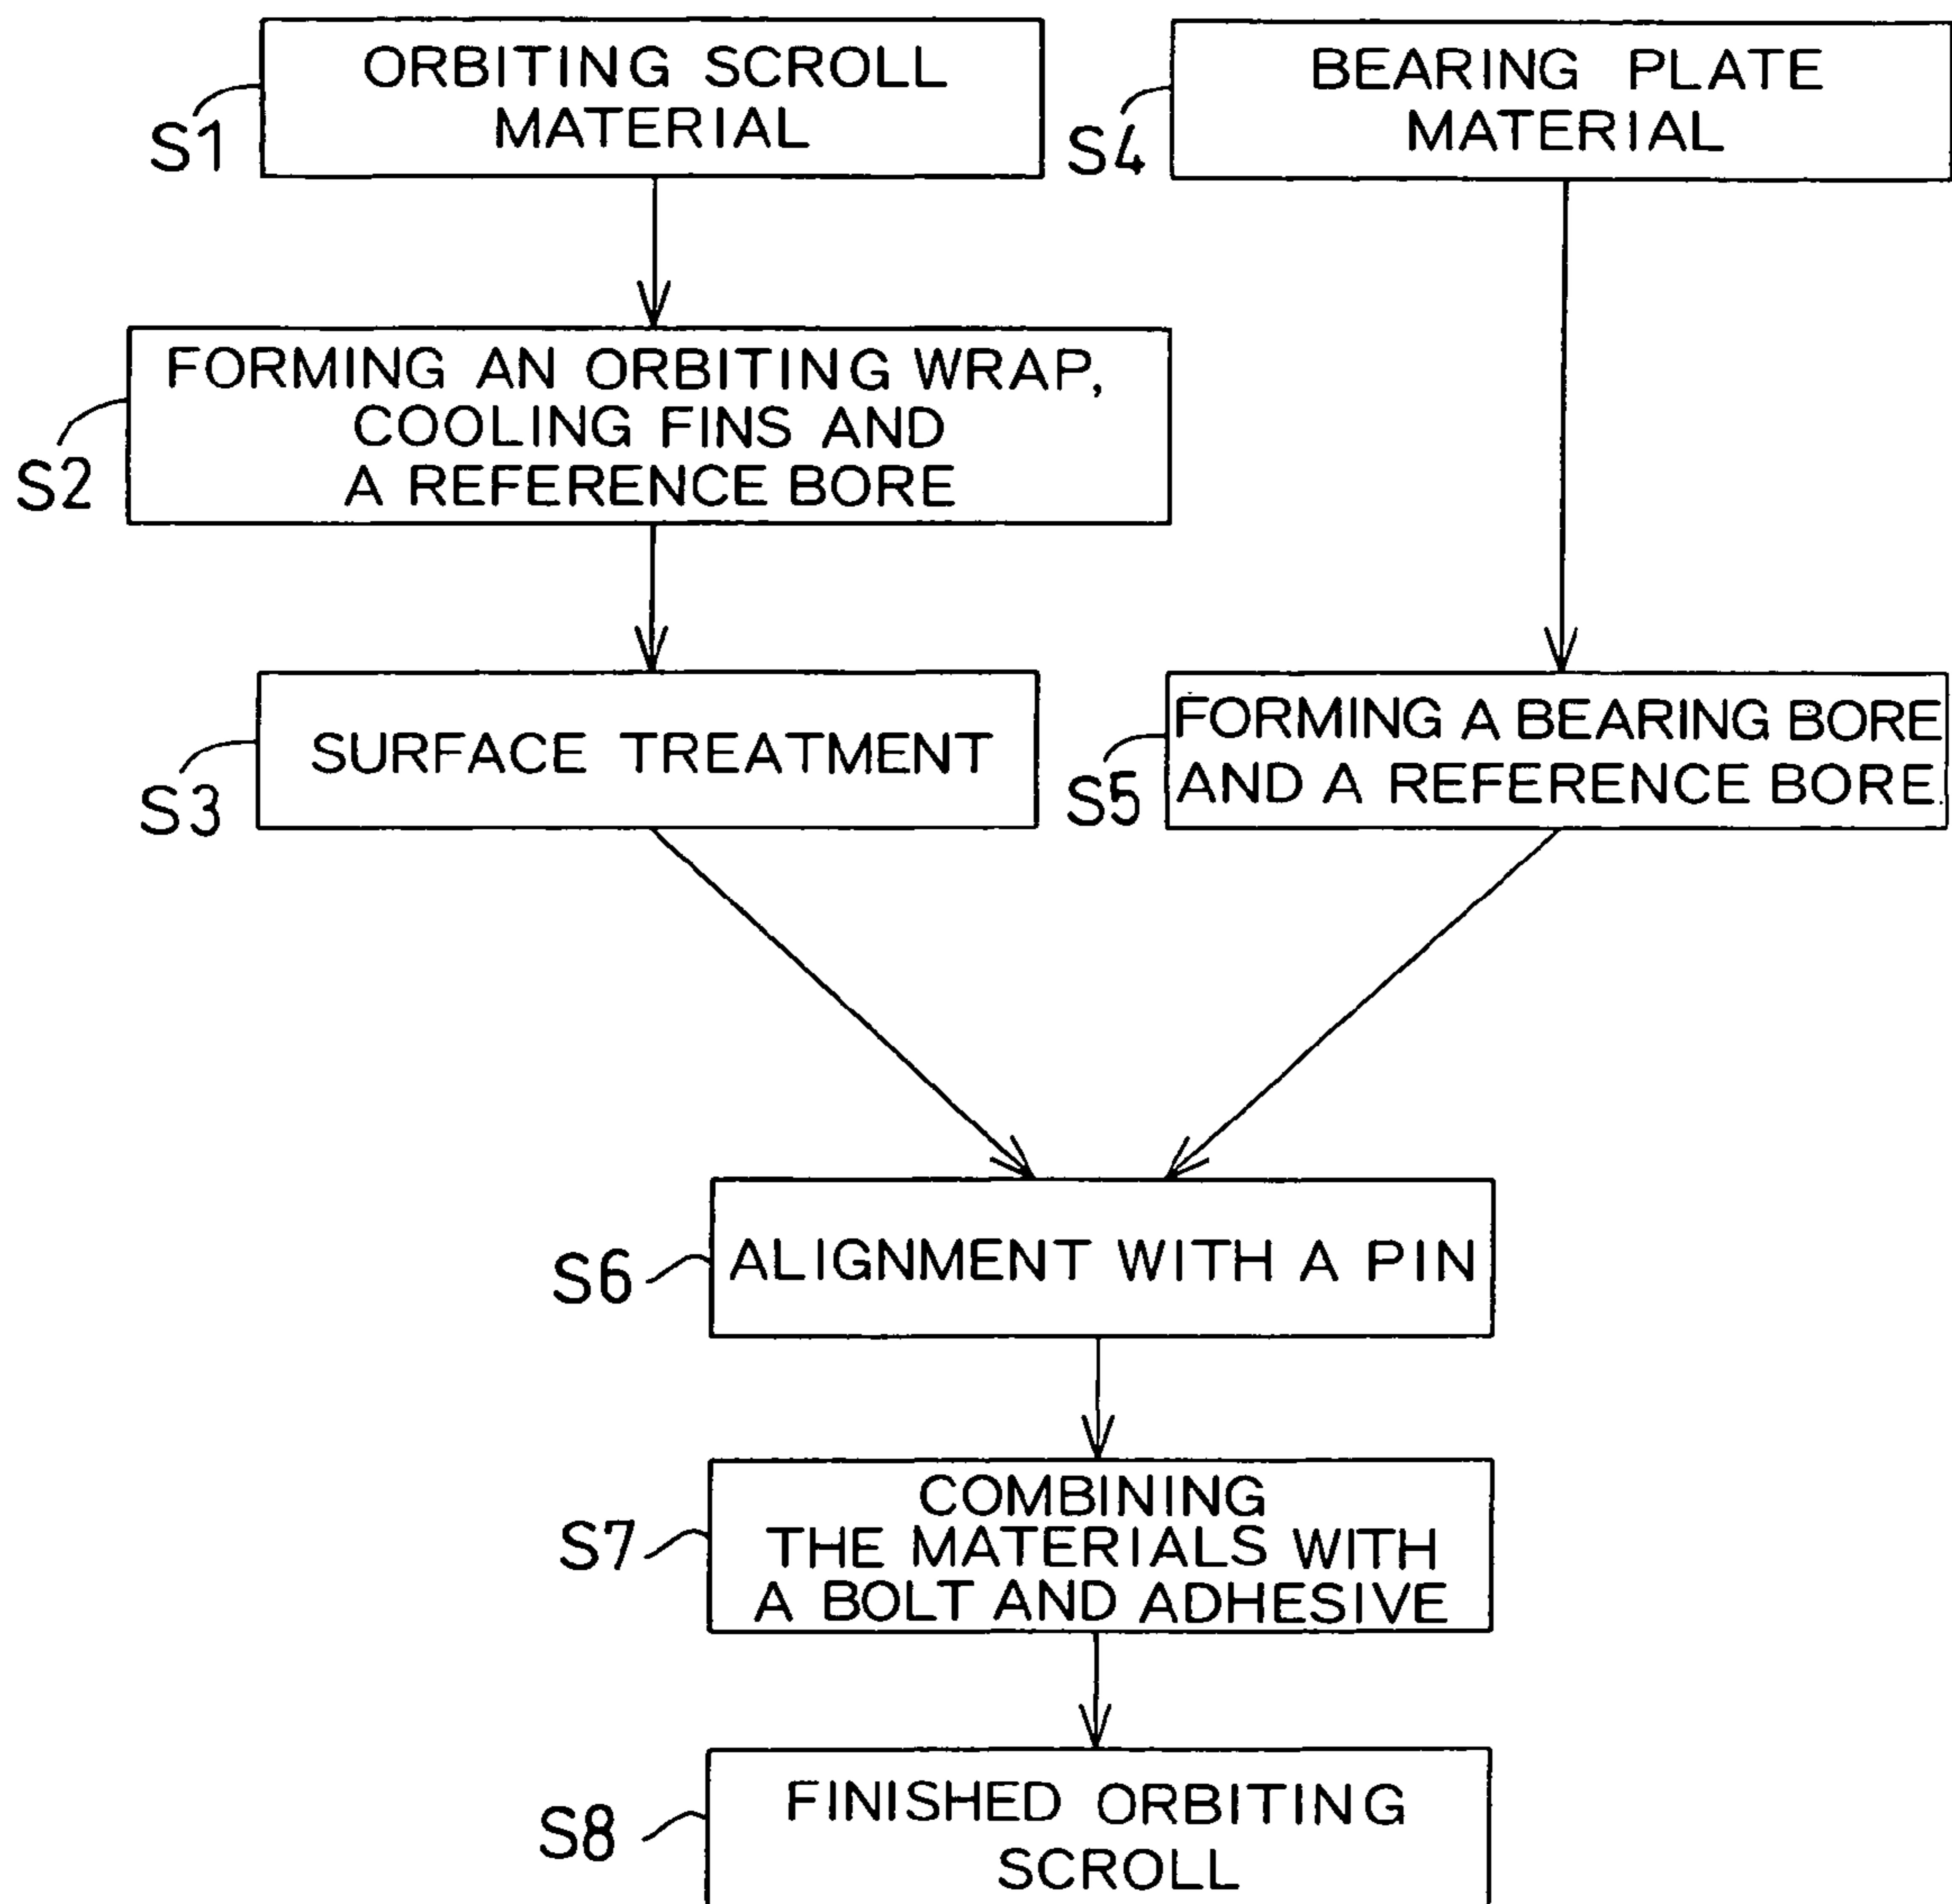 S1
ORBITING SCROLL
MATERIAL
S4
BEARING PLATE
MATERIAL
S2
FORMING AN ORBITING WRAP,
COOLING FINS AND
A REFERENCE BORE
S3
SURFACE TREATMENT
S5
FORMING A BEARING BORE
AND A REFERENCE BORE
S6
ALIGNMENT WITH A PIN
S7
COMBINING
THE MATERIALS WITH
A BOLT AND ADHESIVE
S8
FINISHED ORBITING
SCROLL